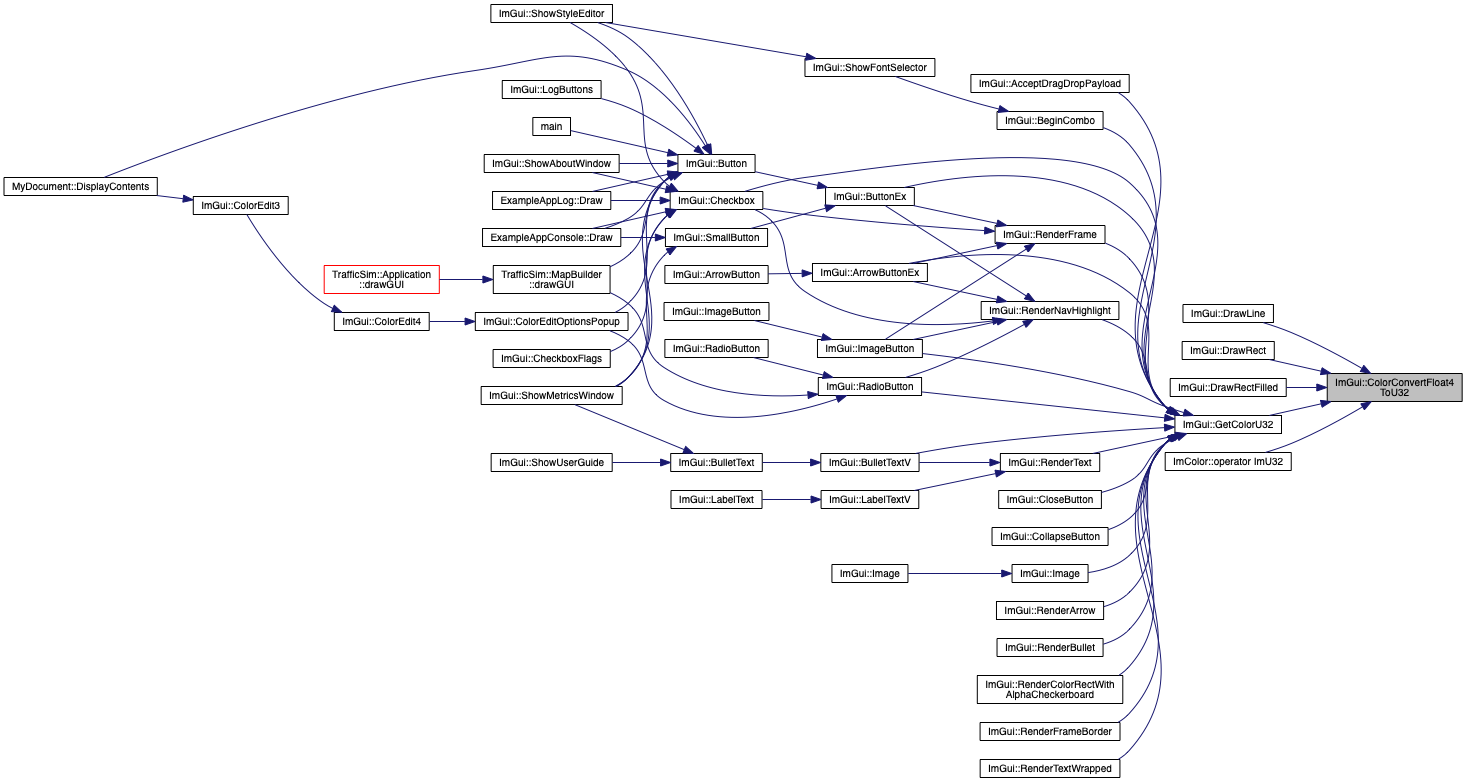 ImGui::ShowStyleEditor
ImGui::ShowFontSelector
ImGui::AcceptDragDropPayload
ImGui::LogButtons
ImGui::BeginCombo
main
ImGui::ShowAboutWindow
ImGui::Button
MyDocument::DisplayContents
ImGui::ColorEdit3
ExampleAppLog::Draw
ImGui::Checkbox
ImGui::ButtonEx
ExampleAppConsole::Draw
ImGui::SmallButton
ImGui::RenderFrame
TrafficSim::Application
::drawGUI
TrafficSim::MapBuilder
::drawGUI
ImGui::ArrowButton
ImGui::ArrowButtonEx
ImGui::ImageButton
ImGui::RenderNavHighlight
ImGui::DrawLine
ImGui::ColorEdit4
ImGui::ColorEditOptionsPopup
ImGui::RadioButton
ImGui::ImageButton
ImGui::DrawRect
ImGui::CheckboxFlags
ImGui::RadioButton
ImGui::DrawRectFilled
ImGui::ColorConvertFloat4
ToU32
ImGui::ShowMetricsWindow
ImGui::GetColorU32
ImGui::ShowUserGuide
ImGui::BulletText
ImGui::BulletTextV
ImGui::RenderText
ImColor::operator ImU32
ImGui::LabelText
ImGui::LabelTextV
ImGui::CloseButton
ImGui::CollapseButton
ImGui::Image
ImGui::Image
ImGui::RenderArrow
ImGui::RenderBullet
ImGui::RenderColorRectWith
AlphaCheckerboard
ImGui::RenderFrameBorder
ImGui::RenderTextWrapped